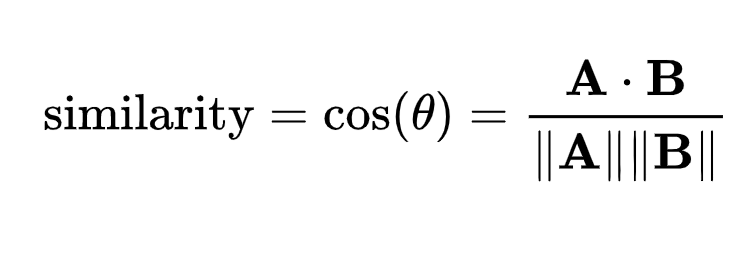 similarity = cos(θ) = A · B / ‖A‖‖B‖